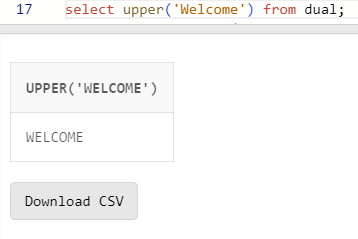 17 select upper('Welcome') from dual;
UPPER('WELCOME')
WELCOME
Download CSV